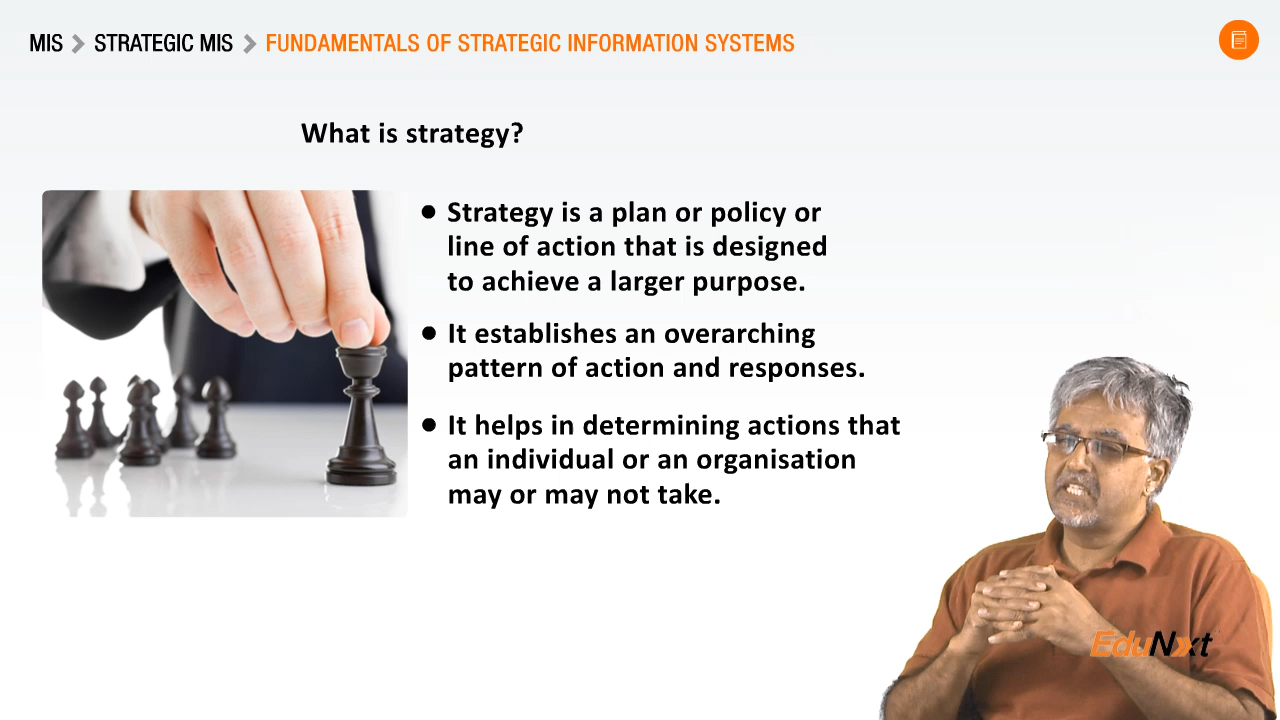 MIS > STRATEGIC MIS > FUNDAMENTALS OF STRATEGIC INFORMATION SYSTEMS
What is strategy?
• Strategy is a plan or policy or
line of action that is designed
to achieve a larger purpose.
• It establishes an overarching
pattern of action and responses.
• It helps in determining actions that
an individual or an organisation
may or may not take.
EduNxt